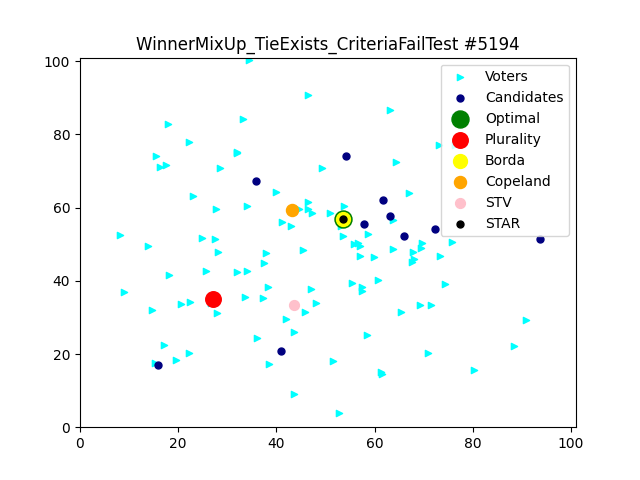 WinnerMixUp_TieExists_CriteriaFailTest #5194
100
80
60
40
20
0
0 20 40 60 80 100
Voters
Candidates
Optimal
Plurality
Borda
Copeland
STV
STAR